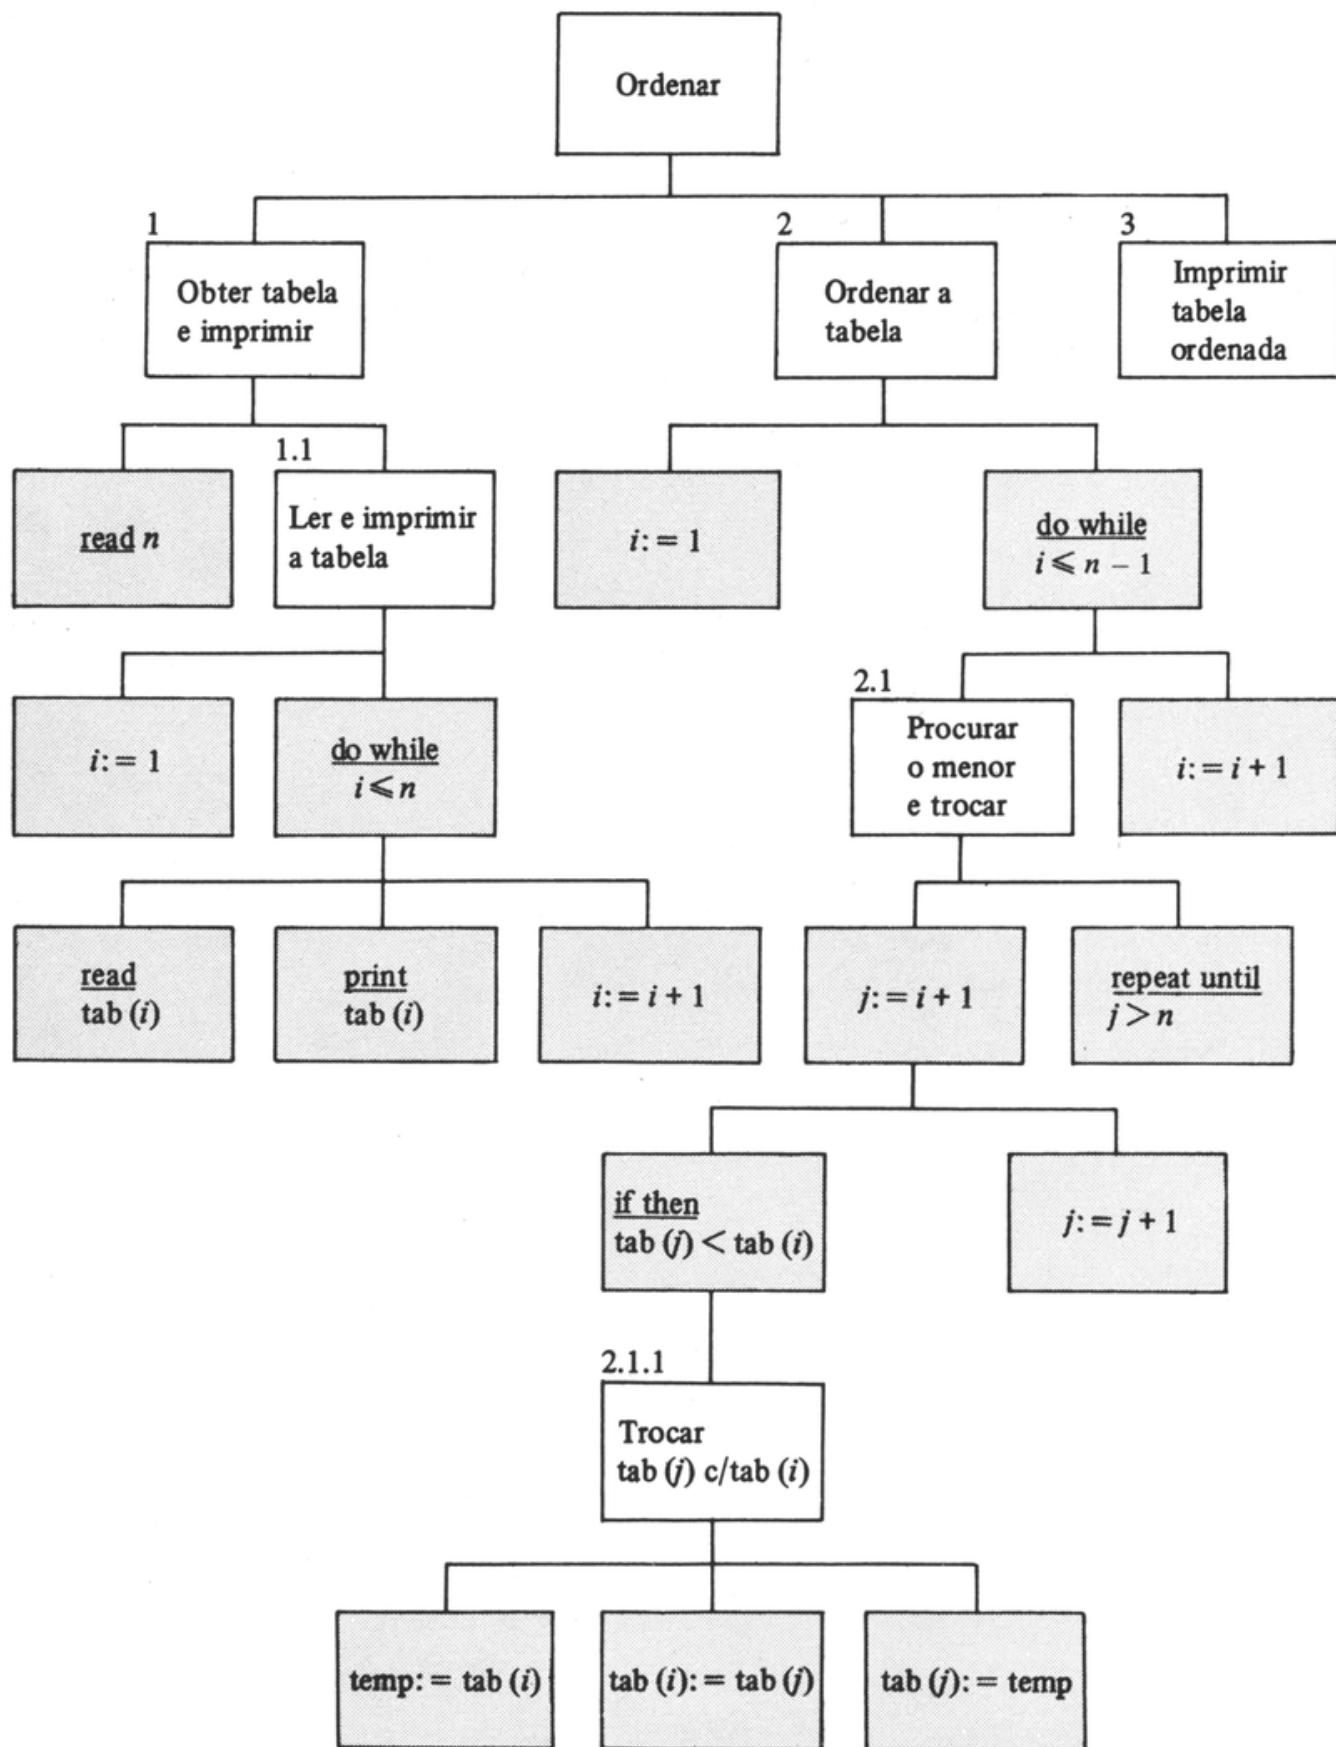 Ordenar
1
Obter tabela
e imprimir
2
Ordenar a
tabela
3
Imprimir
tabela
ordenada
read n
1.1
Ler e imprimir
a tabela
i: = 1
do while
i ⩽ n – 1
i: = 1
do while
i ⩽ n
2.1
Procurar
o menor
e trocar
i: = i + 1
read
tab (i)
print
tab (i)
i: = i + 1
j: = i + 1
repeat until
j > n
if then
tab (j) < tab (i)
j: = j + 1
2.1.1
Trocar
tab (j) c/tab (i)
temp: = tab (i)
tab (i): = tab (j)
tab (j): = temp